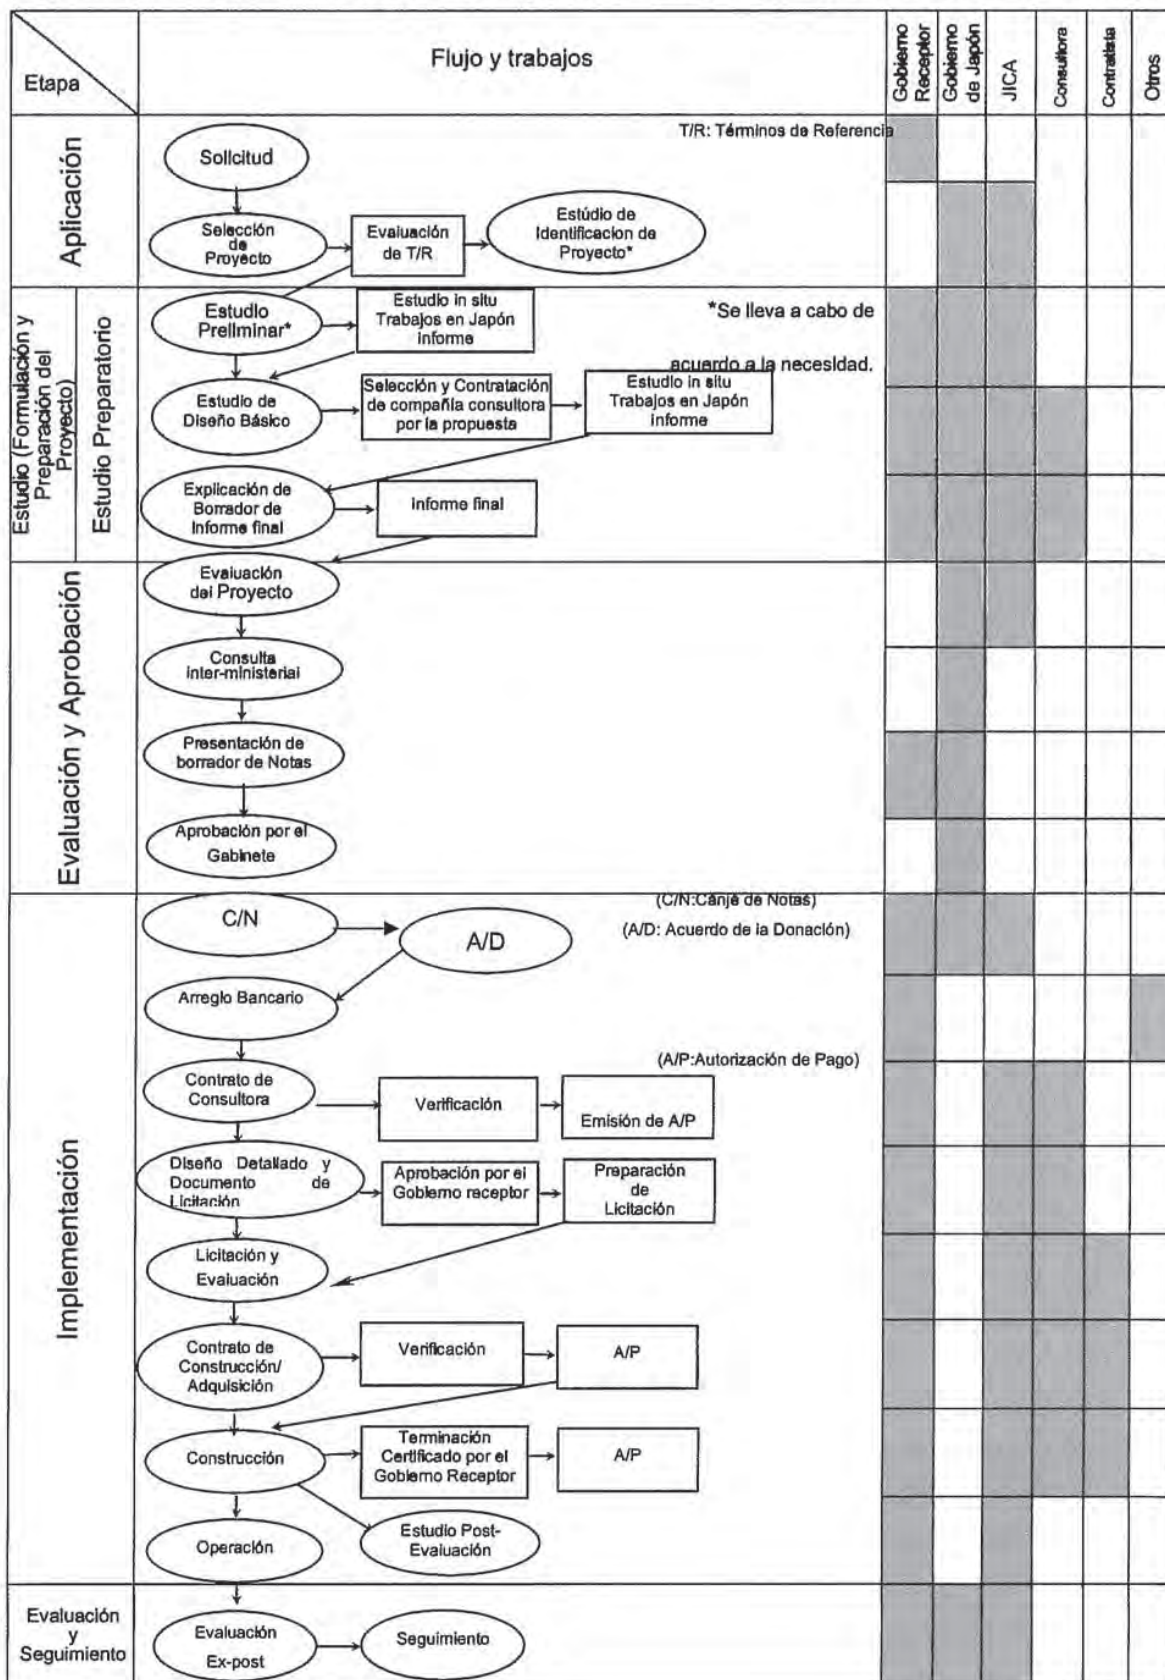 Etapa
Flujo y trabajos
Gobierno
Receptor
Gobierno
de Japón
JICA
Consultora
Contratista
Otros
Aplicación
T/R: Términos de Referencia
Solicitud
Selección
de
Proyecto
Evaluación
de T/R
Estúdio de
Identificacion de
Proyecto*
Estudio (Formulación y
Preparación del
Proyecto)
Estudio Preparatorio
Estudio
Preliminar*
Estudio in situ
Trabajos en Japón
informe
*Se lleva a cabo de
acuerdo a la necesidad.
Estudio de
Diseño Básico
Selección y Contratación
de compañía consultora
por la propuesta
Estudio in situ
Trabajos en Japón
informe
Explicación de
Borrador de
Informe final
Informe final
Evaluación y Aprobación
Evaluación
del Proyecto
Consulta
inter-ministerial
Presentación de
borrador de Notas
Aprobación por el
Gabinete
Implementación
C/N
A/D
(C/N:Cánje de Notas)
(A/D: Acuerdo de la Donación)
Arreglo Bancario
(A/P:Autorización de Pago)
Contrato de
Consultora
Verificación
Emisión de A/P
Diseño Detallado y
Documento de
Licitación
Aprobación por el
Gobierno receptor
Preparación
de
Licitación
Licitación y
Evaluación
Contrato de
Construcción/
Adquisición
Verificación
A/P
Construcción
Terminación
Certificado por el
Gobierno Receptor
A/P
Operación
Estudio Post-
Evaluación
Evaluación
y
Seguimiento
Evaluación
Ex-post
Seguimiento